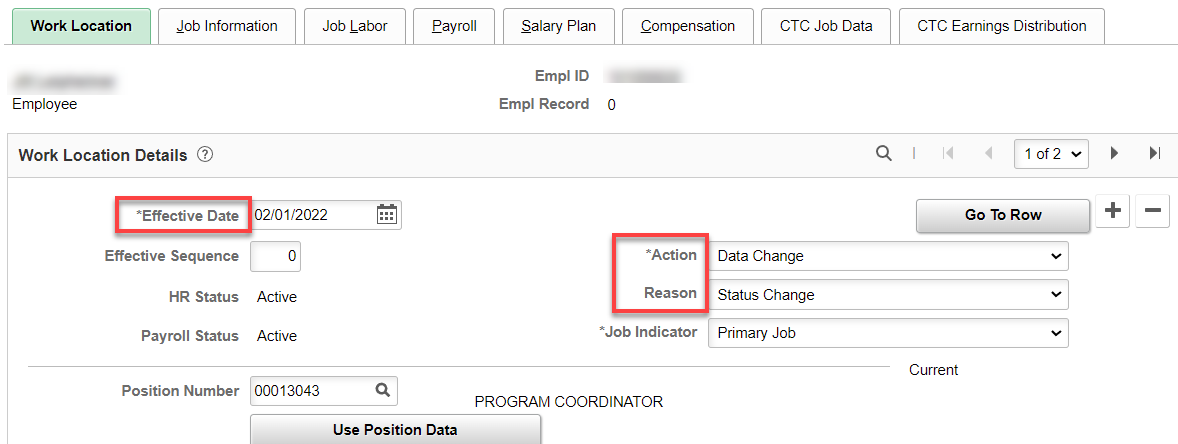 Work Location Job Information Job Labor Payroll Salary Plan Compensation CTC Job Data CTC Earnings Distribution
Empl ID
Employee Empl Record 0
Work Location Details ? 1 of 2
*Effective Date 02/01/2022 Go To Row
Effective Sequence 0 *Action Data Change
HR Status Active Reason Status Change
Payroll Status Active *Job Indicator Primary Job
Current
Position Number 00013043 PROGRAM COORDINATOR
Use Position Data